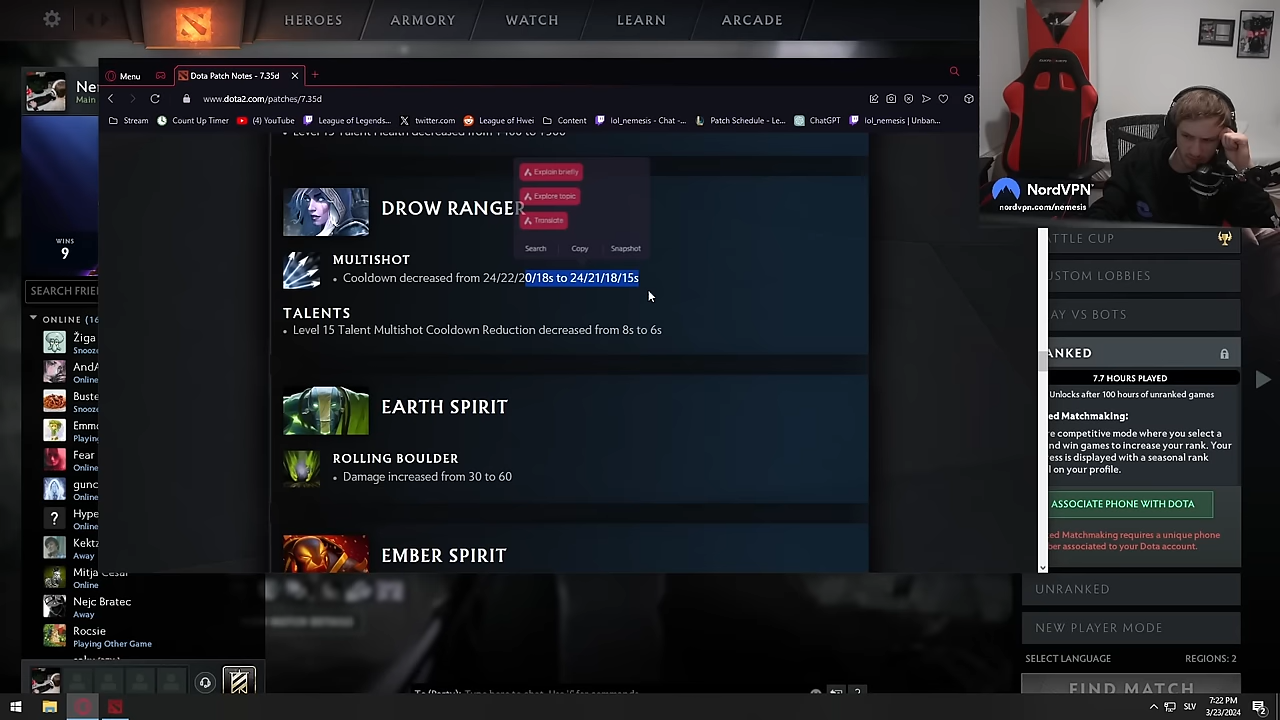 HEROES
ARMORY
WATCH
LEARN
ARCADE
Menu
Dota Patch Notes - 7.35d
www.dota2.com/patches/7.35d
Stream
Count Up Timer
(4) YouTube
League of Legends...
twitter.com
League of Hwei
Content
lol_nemesis - Chat -...
Patch Schedule - Le...
ChatGPT
lol_nemesis | Unban...
NordVPN
nordvpn.com/nemesis
Main
WINS
9
SEARCH FRIE
ONLINE (16
Žiga
Snooze
AndA
Online
Buste
Snooze
Emmo
Playing
Fear
Online
gunc
Online
?
Hype
Online
Kektz
Away
Mitja Cesar
Online
Nejc Bratec
Away
Rocsie
Playing Other Game
Explain briefly
Explore topic
Translate
Search
Copy
Snapshot
DROW RANGER
MULTISHOT
Cooldown decreased from 24/22/20/18s to 24/21/18/15s
TALENTS
Level 15 Talent Multishot Cooldown Reduction decreased from 8s to 6s
EARTH SPIRIT
ROLLING BOULDER
Damage increased from 30 to 60
EMBER SPIRIT
ATTLE CUP
USTOM LOBBIES
AY VS BOTS
ANKED
7.7 HOURS PLAYED
Unlocks after 100 hours of unranked games
ed Matchmaking:
re competitive mode where you select a
nd win games to increase your rank. Your
ess is displayed with a seasonal rank
l on your profile.
ASSOCIATE PHONE WITH DOTA
ed Matchmaking requires a unique phone
ber associated to your Dota account.
UNRANKED
NEW PLAYER MODE
SELECT LANGUAGE
REGIONS: 2
FIND MATCH
SLV
7:22 PM
3/23/2024
2